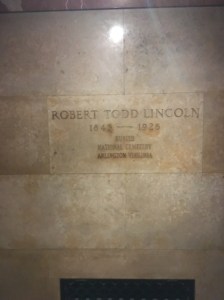 ROBERT TODD LINCOLN
1843 — 1926
BURIED
NATIONAL CEMETERY
ARLINGTON VIRGINIA